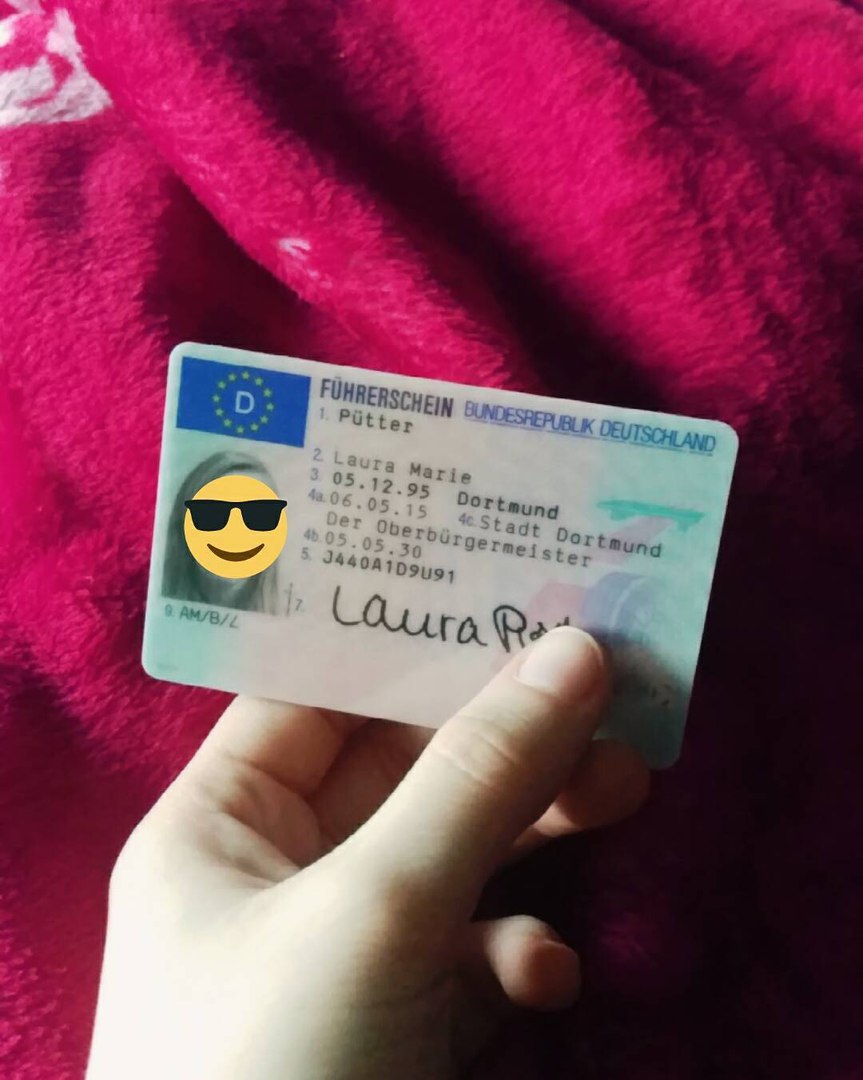 D
FÜHRERSCHEIN BUNDESREPUBLIK DEUTSCHLAND
1. Pütter
2. Laura Marie
3. 05.12.95 Dortmund
4a. 06.05.15 4c. Stadt Dortmund
Der Oberbürgermeister
4b. 05.05.30
5. J440A1D9U91
7. Laura
9. AM/B/L